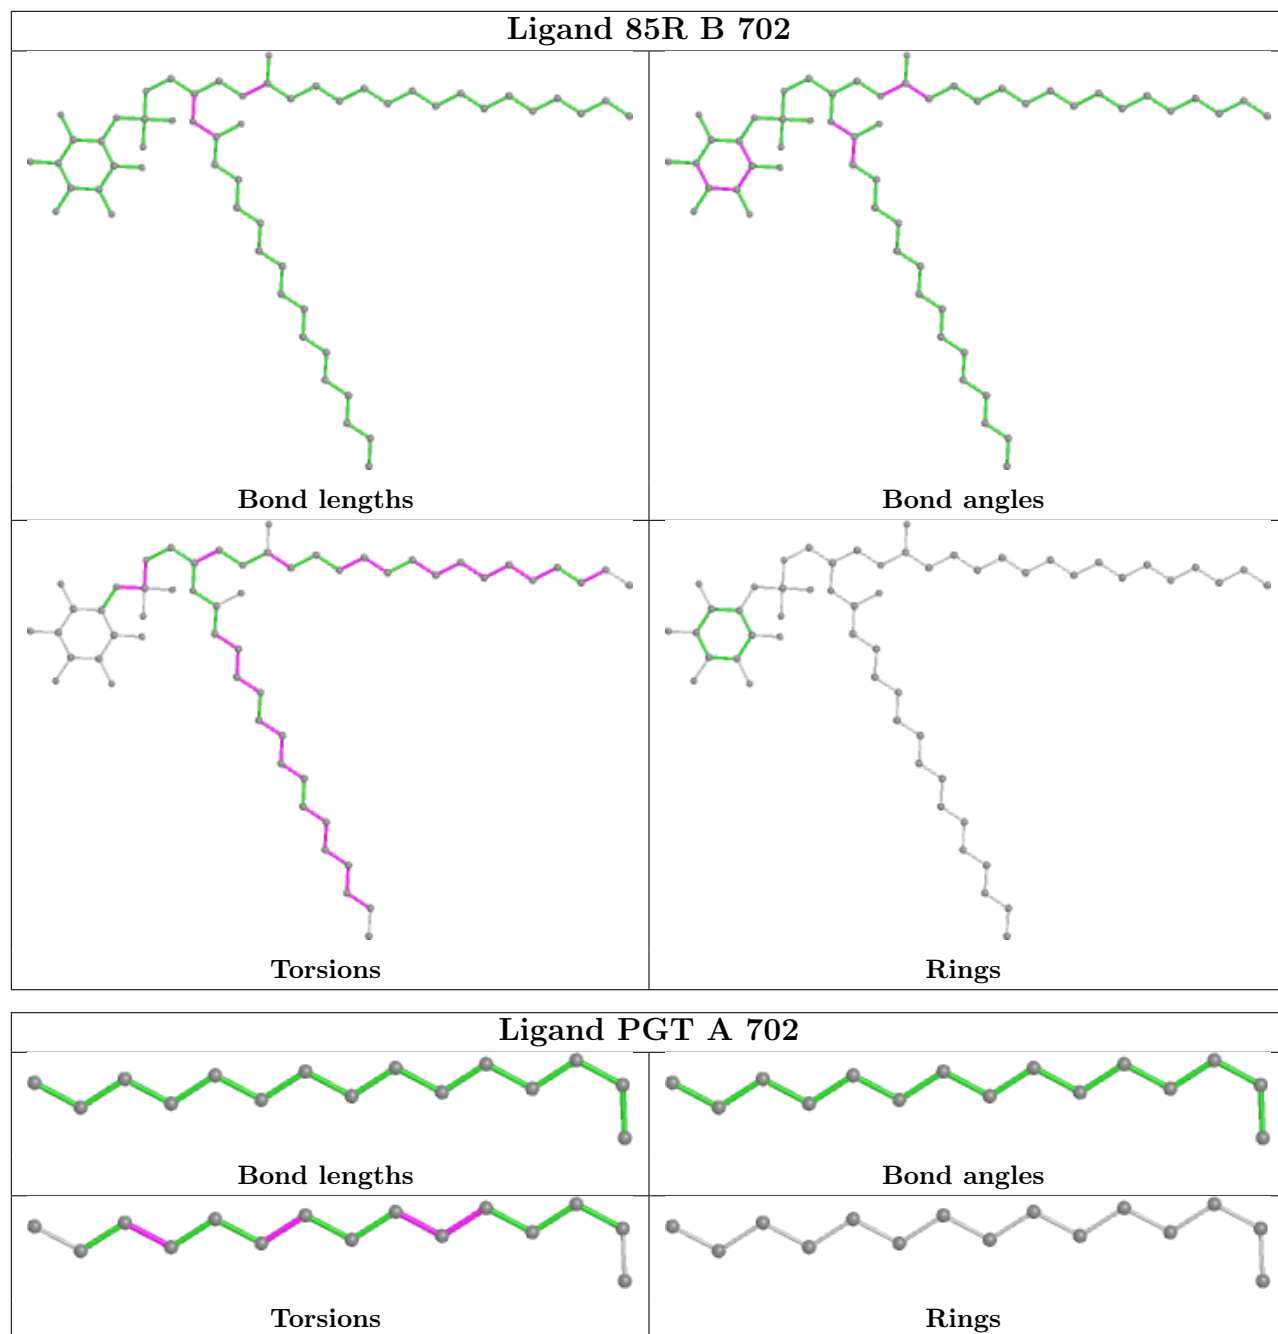 Ligand 85R B 702
Bond lengths
Bond angles
Torsions
Rings
Ligand PGT A 702
Bond lengths
Bond angles
Torsions
Rings